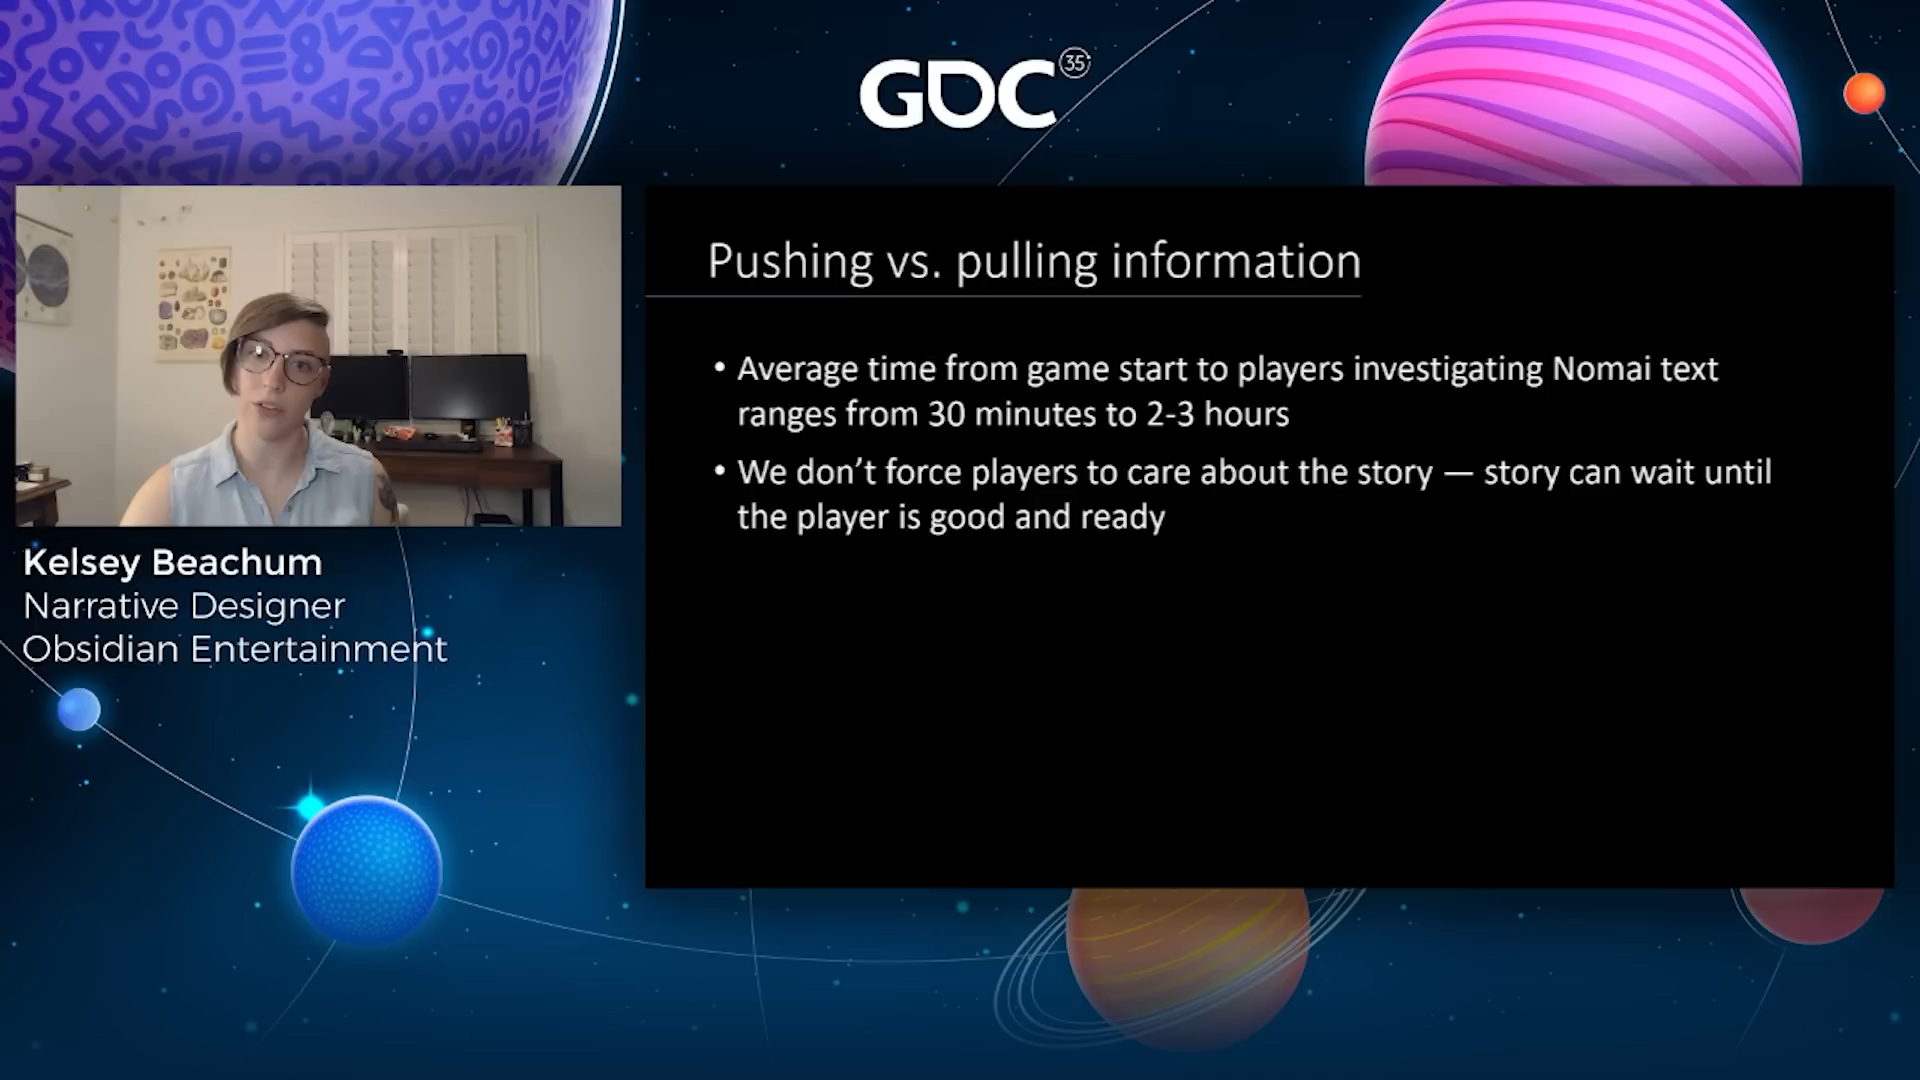 GDC 35
Pushing vs. pulling information
• Average time from game start to players investigating Nomai text
ranges from 30 minutes to 2-3 hours
• We don’t force players to care about the story — story can wait until
the player is good and ready
Kelsey Beachum
Narrative Designer
Obsidian Entertainment